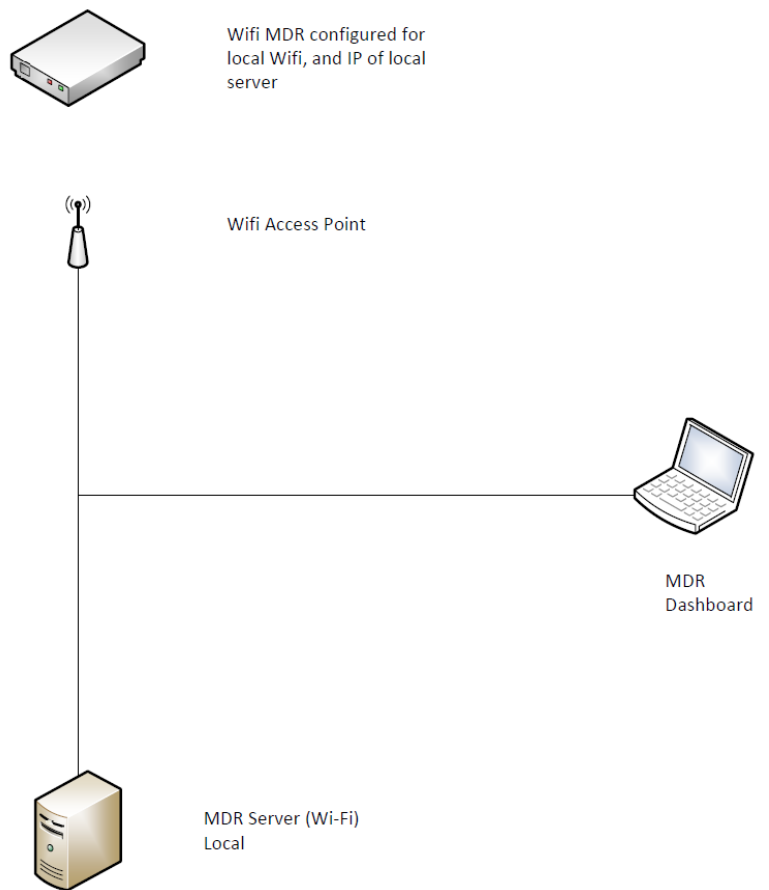 Wifi MDR configured for
local Wifi, and IP of local
server
Wifi Access Point
MDR
Dashboard
MDR Server (Wi-Fi)
Local